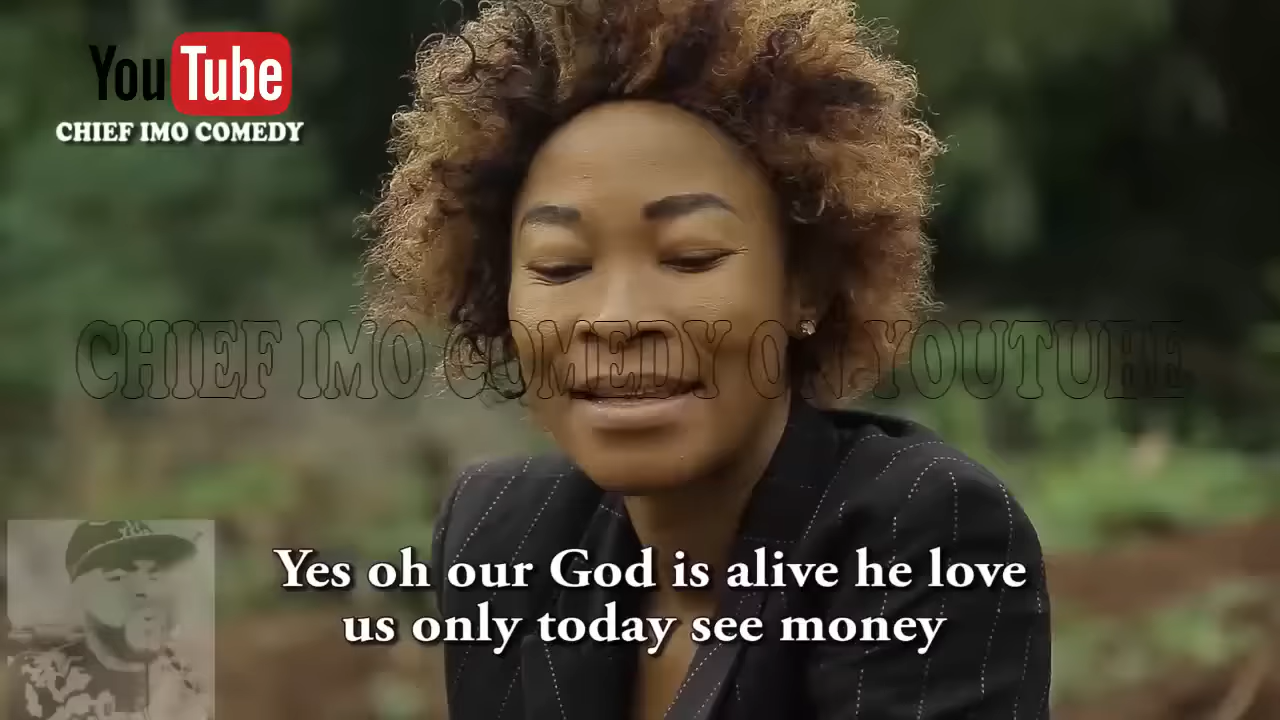 YouTube
CHIEF IMO COMEDY
CHIEF IMO COMEDY ON YOUTUBE
Yes oh our God is alive he love
us only today see money